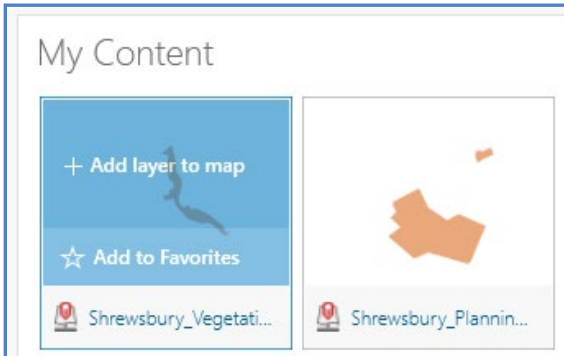 My Content
+ Add layer to map
☆ Add to Favorites
Shrewsbury_Vegetati...
Shrewsbury_Plannin...